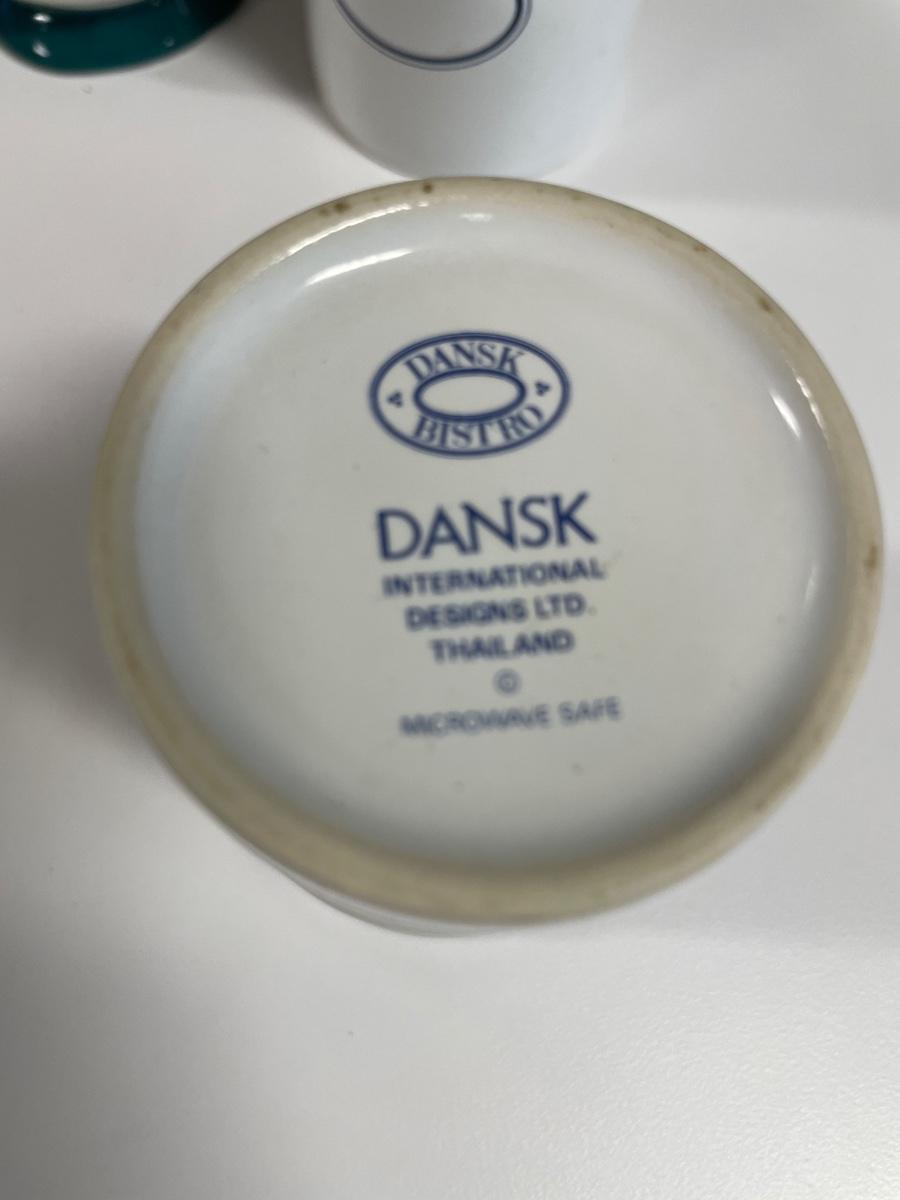 DANSK
BISTRO
DANSK
INTERNATIONAL
DESIGNS LTD.
THAILAND
©
MICROWAVE SAFE